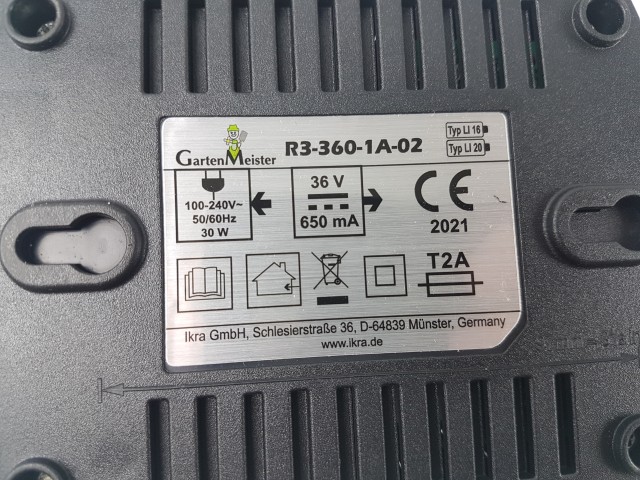 GartenMeister
R3-360-1A-02
Typ LI 16
Typ LI 20
100-240V~
50/60Hz
30 W
36 V
650 mA
CE
2021
T2A
Ikra GmbH, Schlesierstraße 36, D-64839 Münster, Germany
www.ikra.de